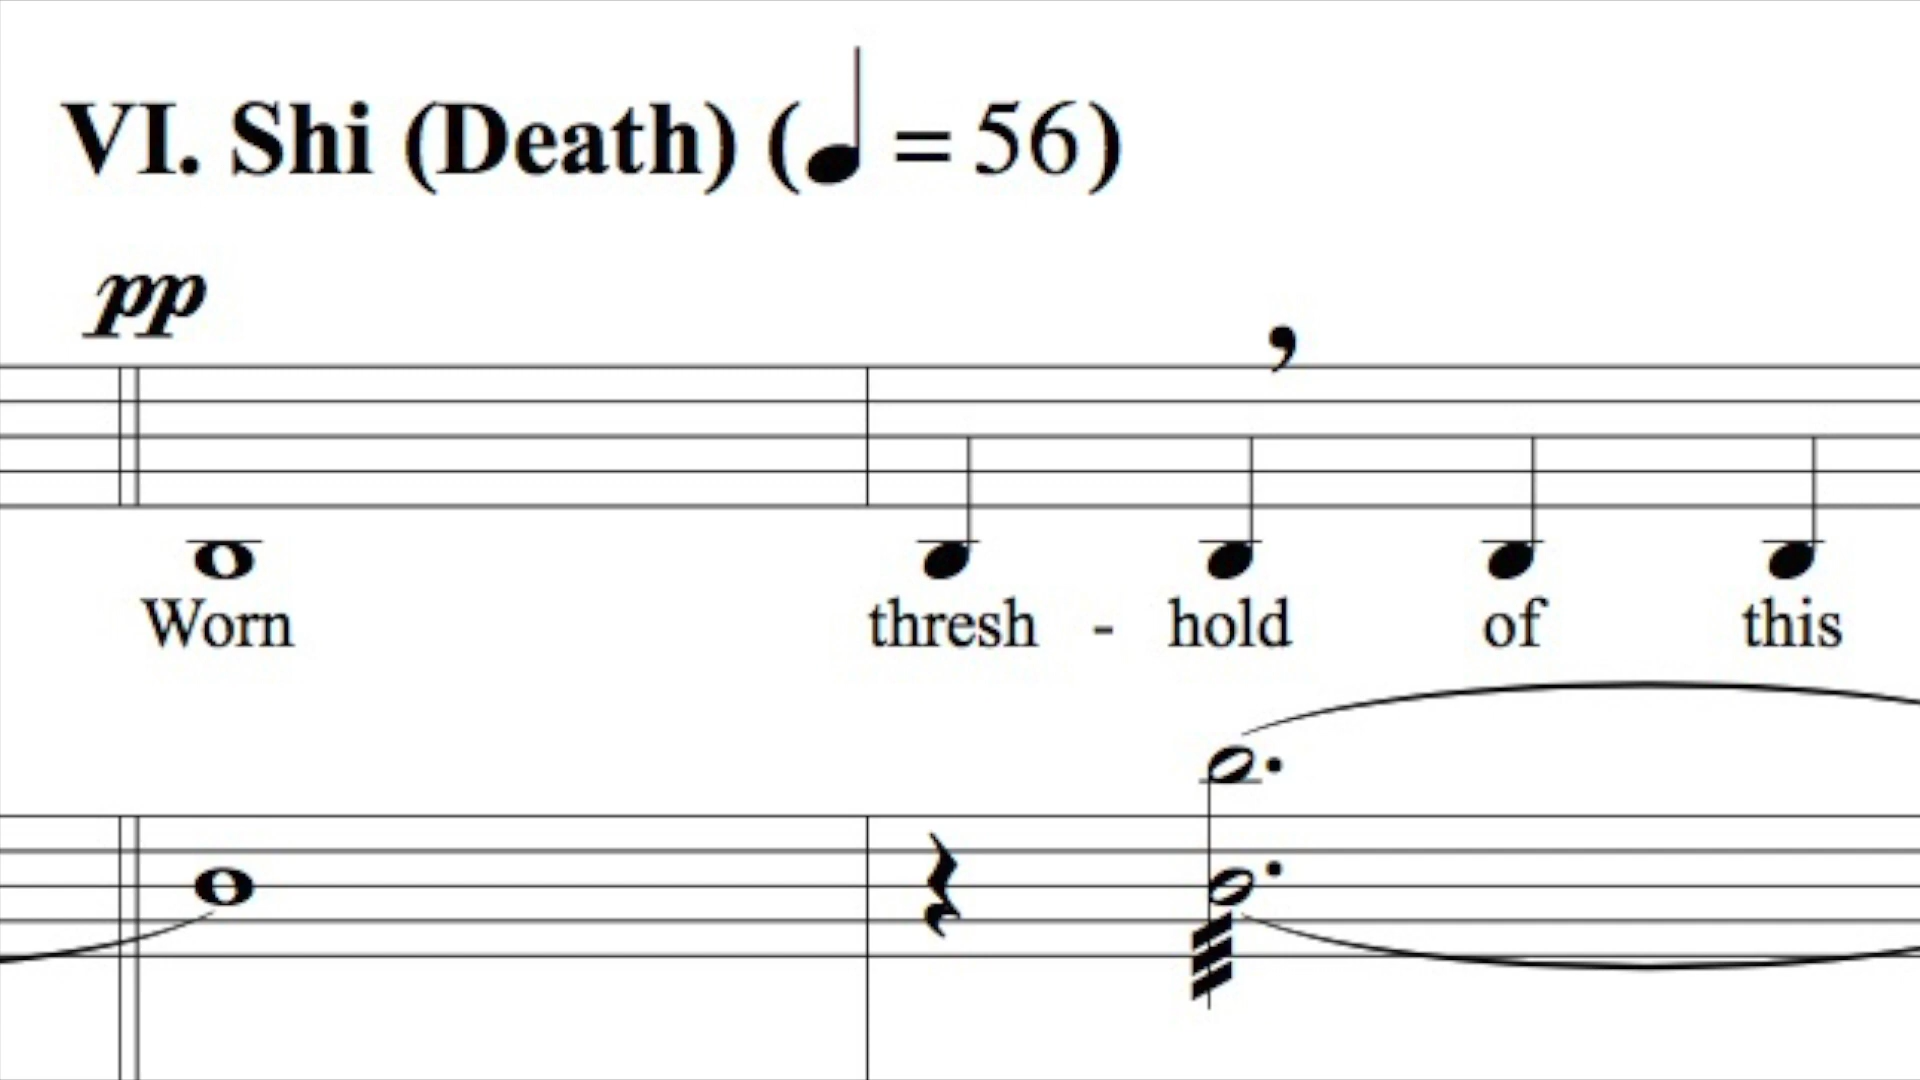 VI. Shi (Death) (♩ = 56)
pp
Worn thresh - hold of this